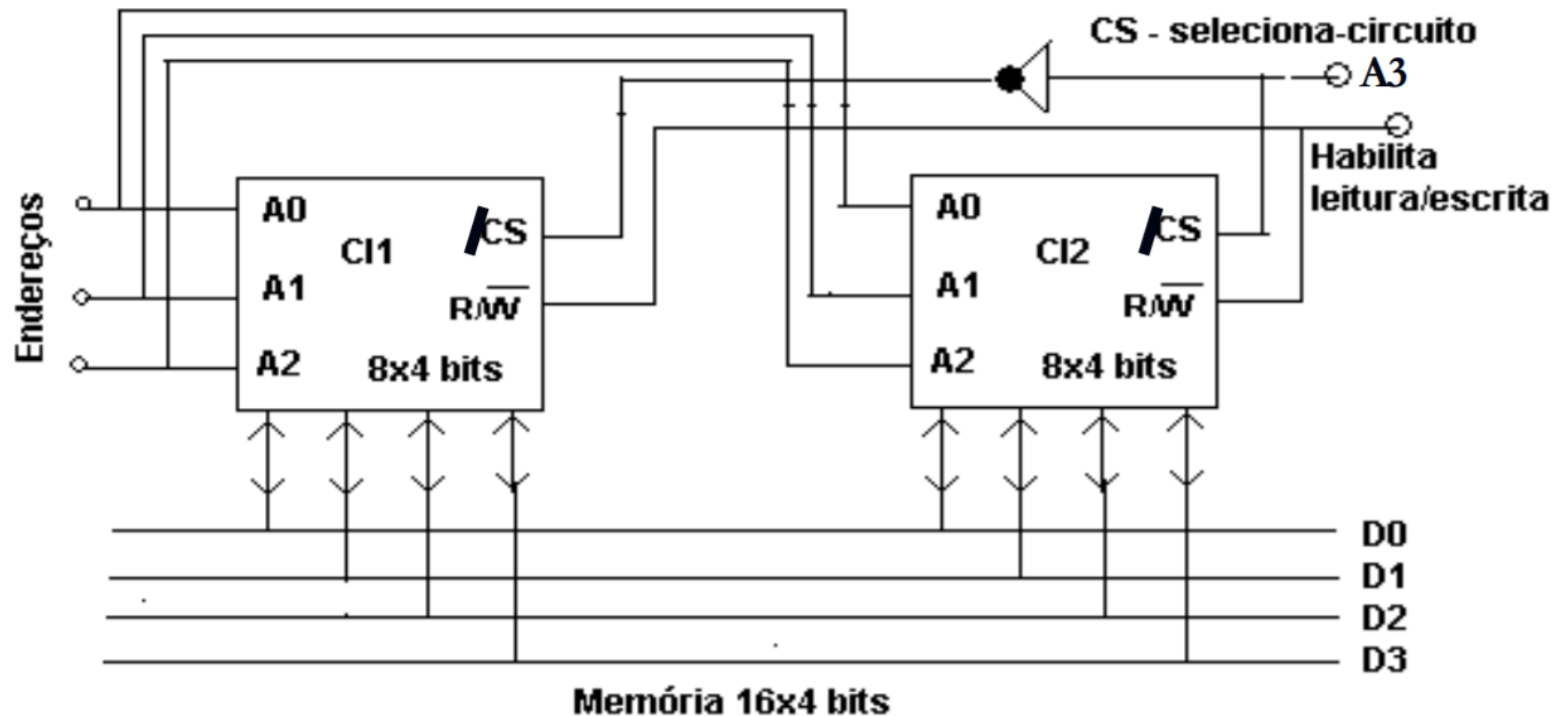 CS - seleciona-circuito
A3
Habilita
leitura/escrita
Endereços
A0
/CS
CI1
A1
R/W̅
A2
8x4 bits
A0
/CS
CI2
A1
R/W̅
A2
8x4 bits
D0
D1
D2
D3
Memória 16x4 bits